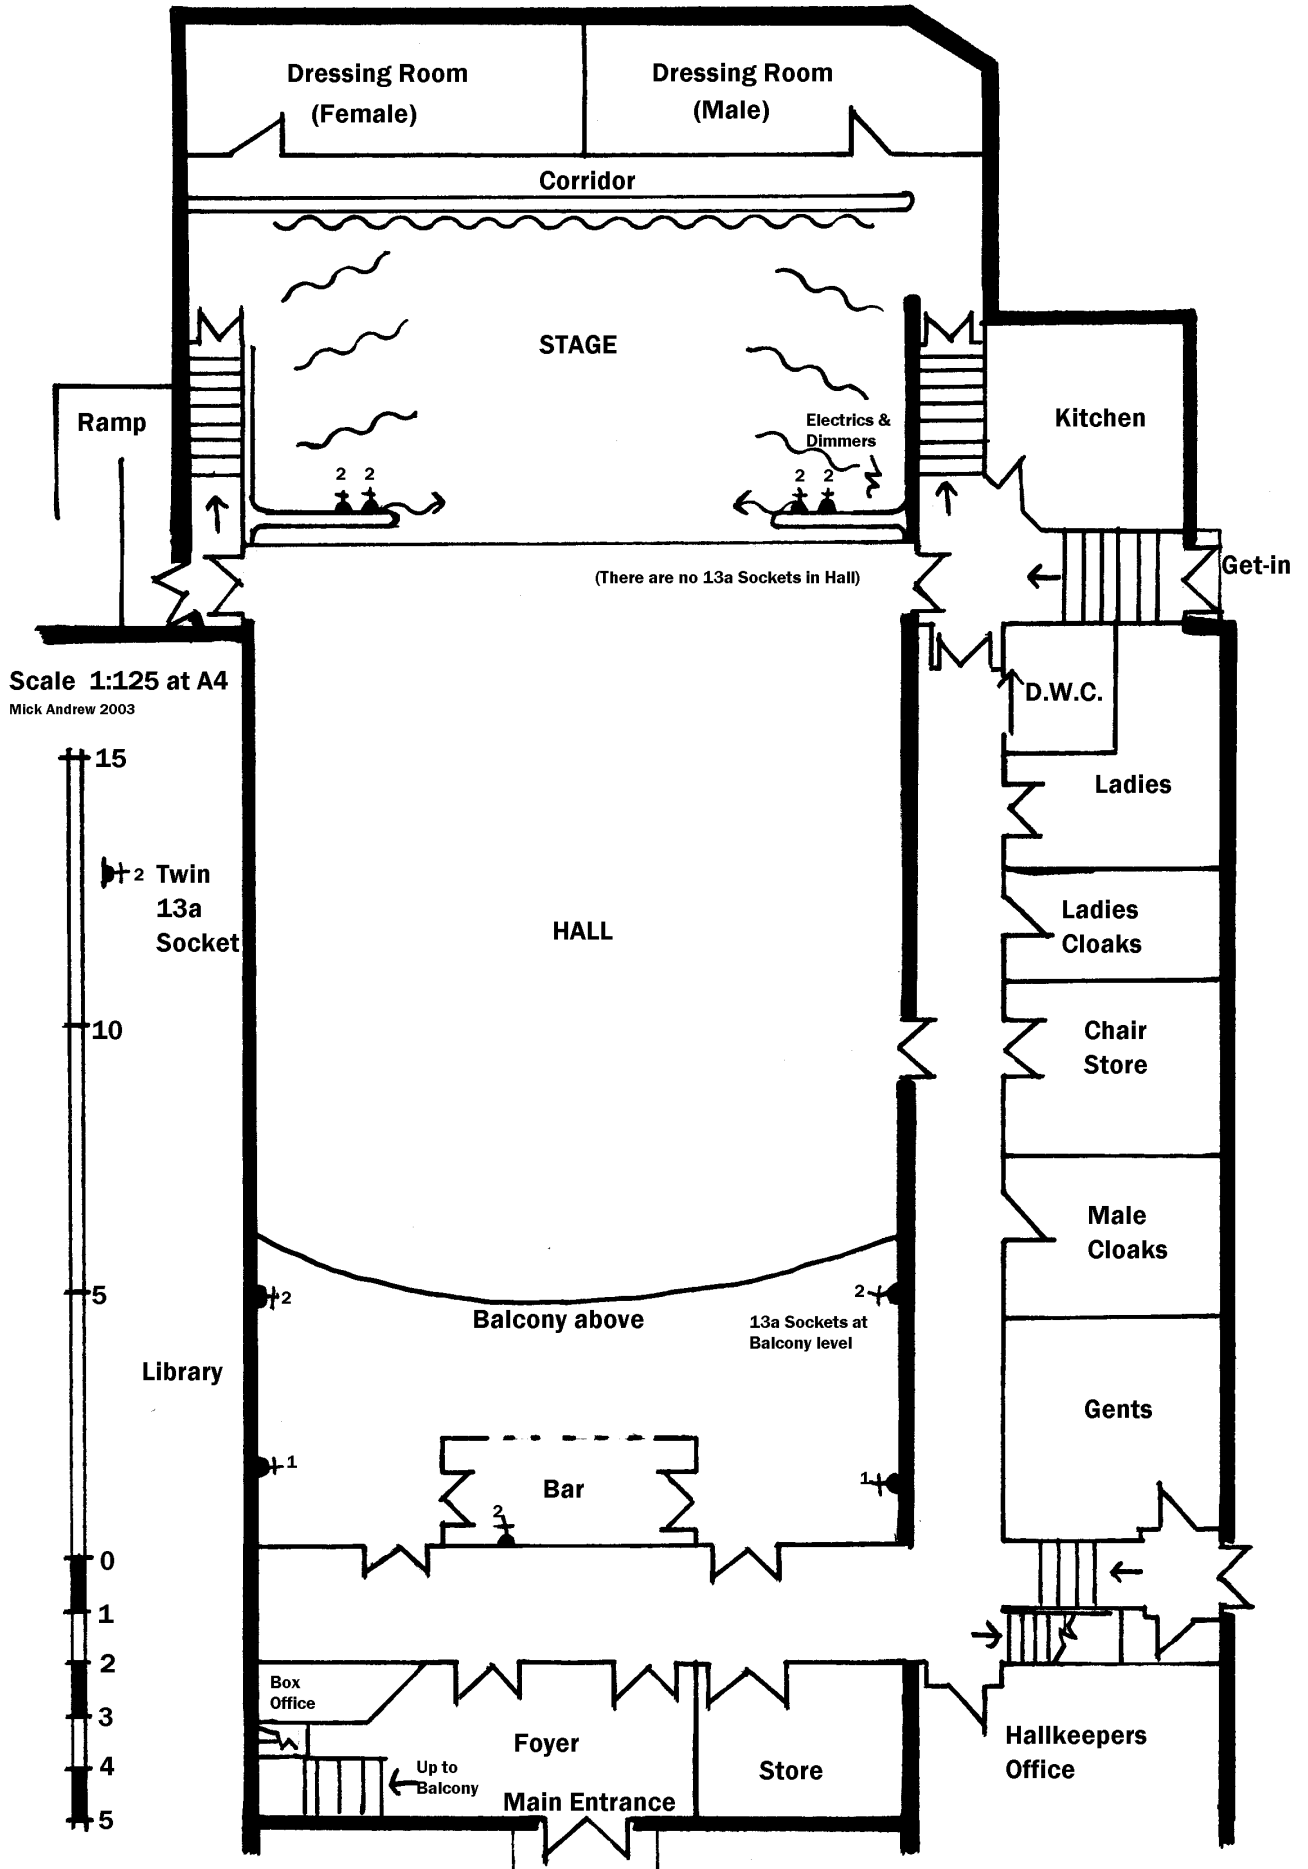 Dressing Room
(Female)
Dressing Room
(Male)
Corridor
STAGE
Electrics &
Dimmers
Ramp
Kitchen
2
2
2
2
(There are no 13a Sockets in Hall)
Get-in
Scale 1:125 at A4
Mick Andrew 2003
D.W.C.
15
Ladies
2
Twin
13a
Socket
HALL
Ladies
Cloaks
10
Chair
Store
Male
Cloaks
5
2
2
Balcony above
13a Sockets at
Balcony level
Library
Gents
1
1
Bar
2
0
1
2
3
4
5
Box
Office
Foyer
Up to
Balcony
Main Entrance
Store
Hallkeepers
Office